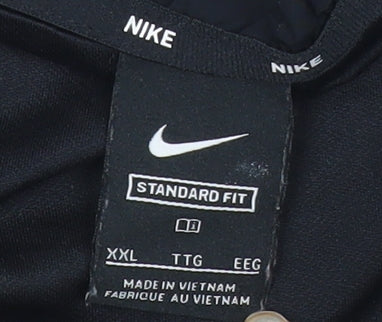 NIKE
NIKE
STANDARD FIT
XXL TTG EEG
MADE IN VIETNAM
FABRIQUE AU VIETNAM